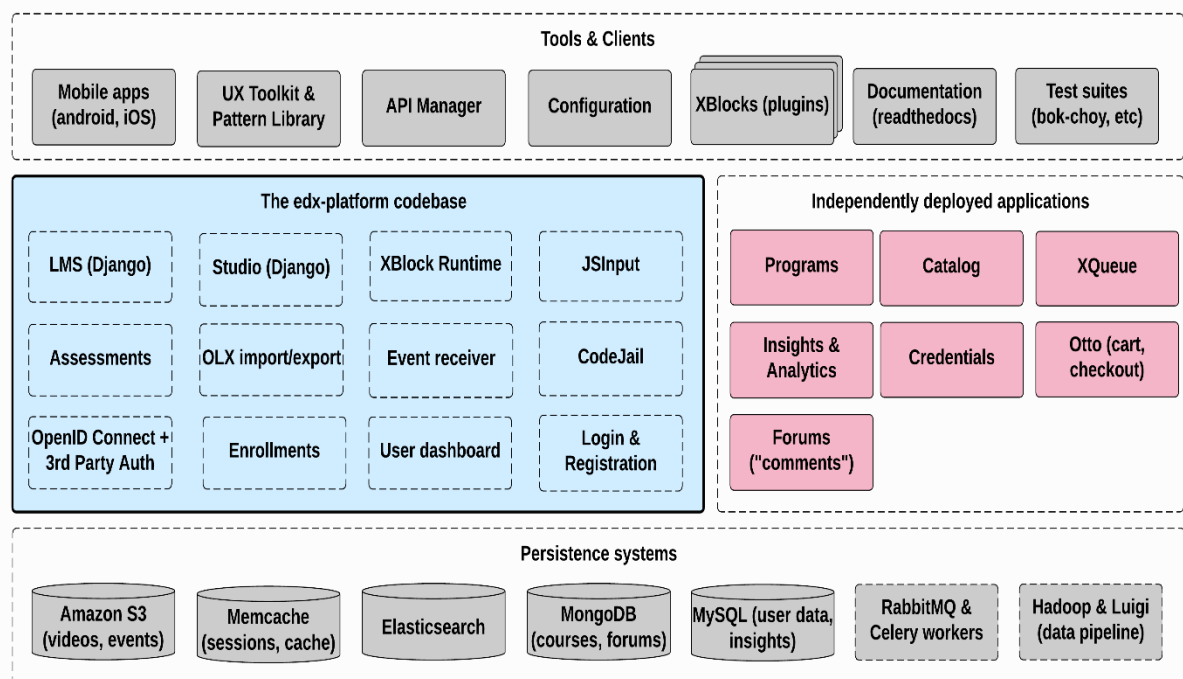 Tools & Clients
Mobile apps
(android, iOS)
UX Toolkit &
Pattern Library
API Manager
Configuration
XBlocks (plugins)
Documentation
(readthedocs)
Test suites
(bok-choy, etc)
The edx-platform codebase
LMS (Django)
Studio (Django)
XBlock Runtime
JSInput
Assessments
OLX import/export
Event receiver
CodeJail
OpenID Connect +
3rd Party Auth
Enrollments
User dashboard
Login &
Registration
Independently deployed applications
Programs
Catalog
XQueue
Insights &
Analytics
Credentials
Otto (cart,
checkout)
Forums
("comments")
Persistence systems
Amazon S3
(videos, events)
Memcache
(sessions, cache)
Elasticsearch
MongoDB
(courses, forums)
MySQL (user data,
insights)
RabbitMQ &
Celery workers
Hadoop & Luigi
(data pipeline)